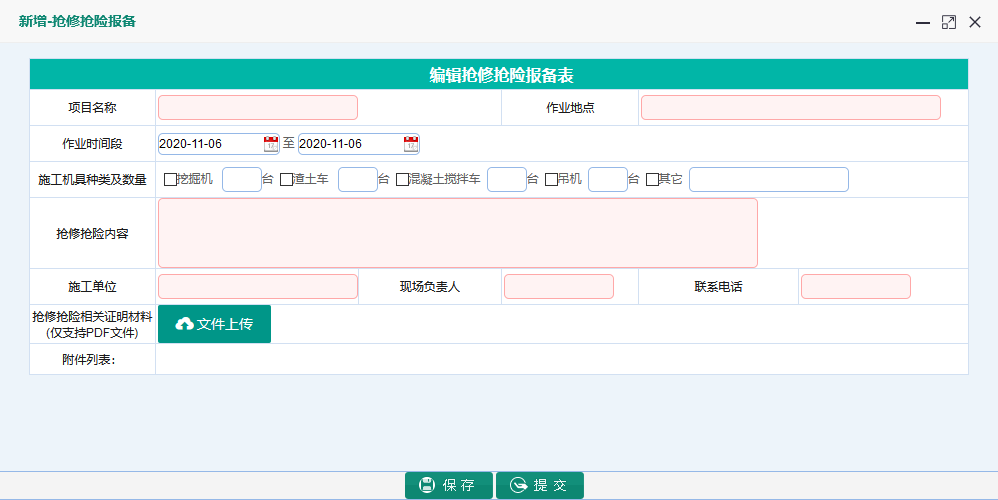 新增-抢修抢险报备
编辑抢修抢险报备表
项目名称 作业地点
作业时间段 2020-11-06 至 2020-11-06
施工机具种类及数量 挖掘机 台 渣土车 台 混凝土搅拌车 台 吊机 台 其它
抢修抢险内容
施工单位 现场负责人 联系电话
抢修抢险相关证明材料
(仅支持PDF文件) 文件上传
附件列表：
保存 提交